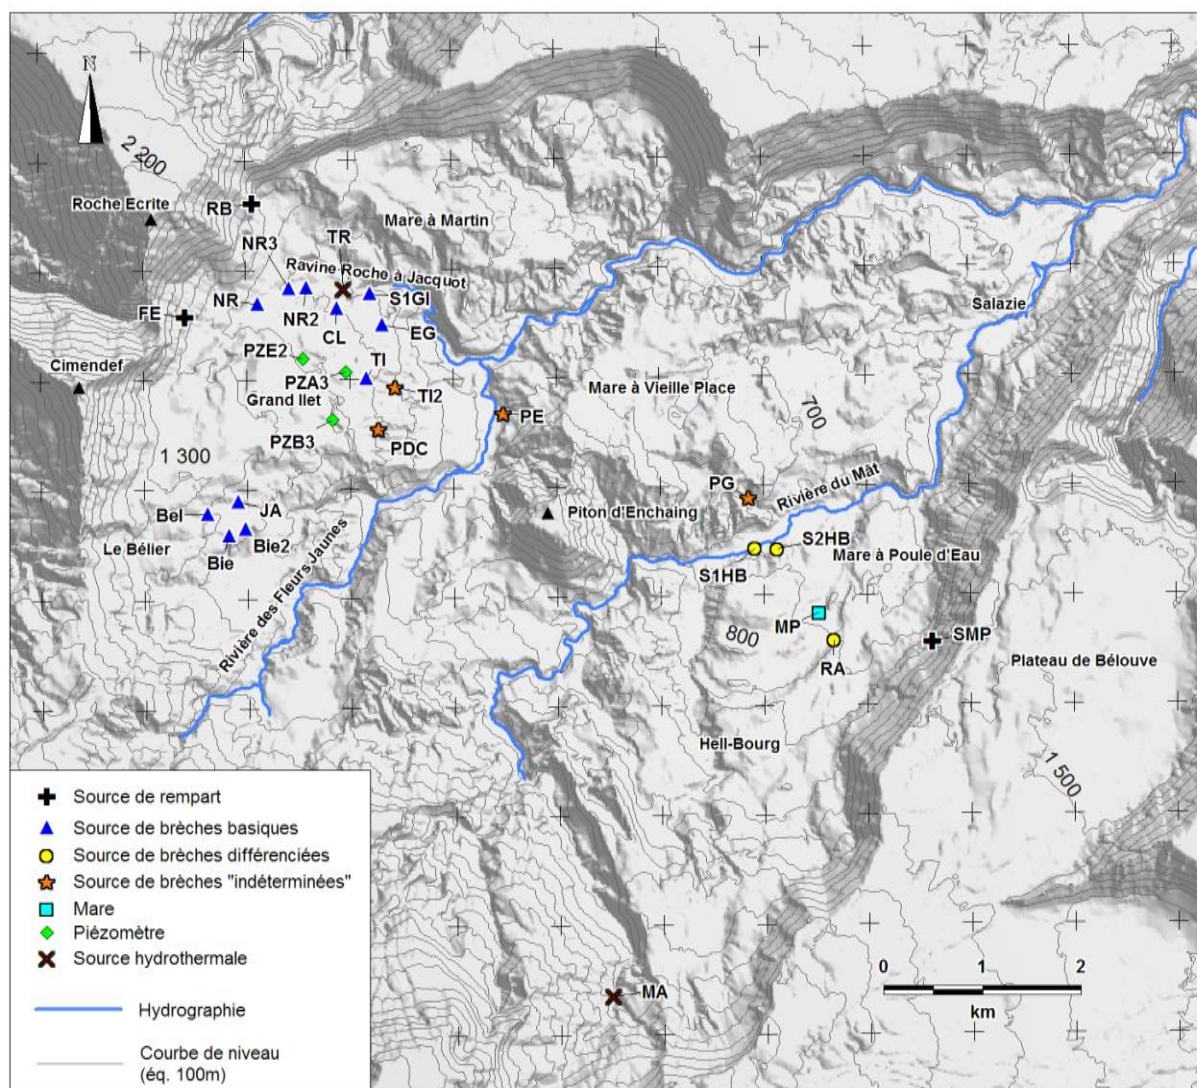 N
2 200
Roche Ecrite
RB
Mare à Martin
NR3
TR
Ravine Roche à Jacquot
NR
S1GI
FE
NR2
CL
EG
PZE2
TI
Cimendef
PZA3
Grand Ilet
TI2
Mare à Vieille Place
Salazie
PE
PZB3
PDC
700
1 300
PG
Rivière du Mât
Bel
JA
Piton d'Enchaing
Bie2
S2HB
Le Bélier
Bie
S1HB
Mare à Poule d'Eau
Rivière des Fleurs Jaunes
MP
800
SMP
RA
Plateau de Bélouve
Hell-Bourg
1 500
Source de rempart
Source de brèches basiques
Source de brèches différenciées
Source de brèches "indéterminées"
Mare
Piézomètre
Source hydrothermale
Hydrographie
Courbe de niveau
(éq. 100m)
MA
0 1 2
km